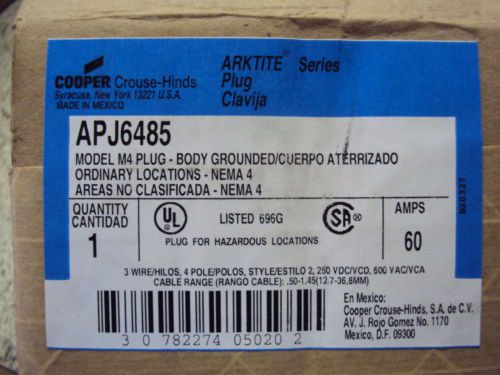 COOPER Crouse-Hinds
Syracuse, New York 13221 U.S.A.
MADE IN MEXICO
ARKTITE Series
Plug
Clavija
APJ6485
MODEL M4 PLUG - BODY GROUNDED/CUERPO ATERRIZADO
ORDINARY LOCATIONS - NEMA 4
AREAS NO CLASIFICADA - NEMA 4
820327
QUANTITY
CANTIDAD
1
UL
LISTED 696G
SA
PLUG FOR HAZARDOUS LOCATIONS
AMPS
60
3 WIRE/HILOS, 4 POLE/POLOS, STYLE/ESTILO 2, 250 VDC/VCD, 600 VAC/VCA
CABLE RANGE (RANGO CABLE): .50-1.45(12.7-36,8MM)
3 0 782274 05020 2
En Mexico:
Cooper Crouse-Hinds, S.A. de C.V.
AV. J. Rojo Gomez No. 1170
Mexico, D.F. 09300